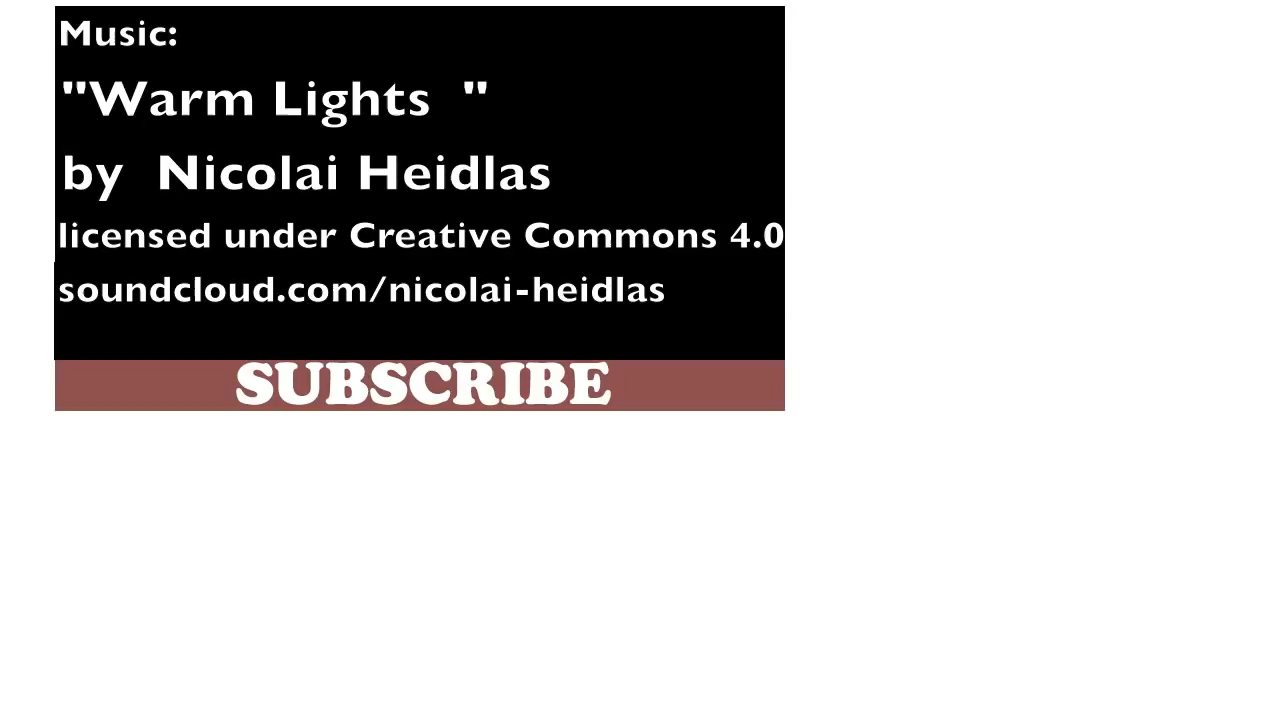 Music:
"Warm Lights  "
by  Nicolai Heidlas
licensed under Creative Commons 4.0
soundcloud.com/nicolai-heidlas
SUBSCRIBE